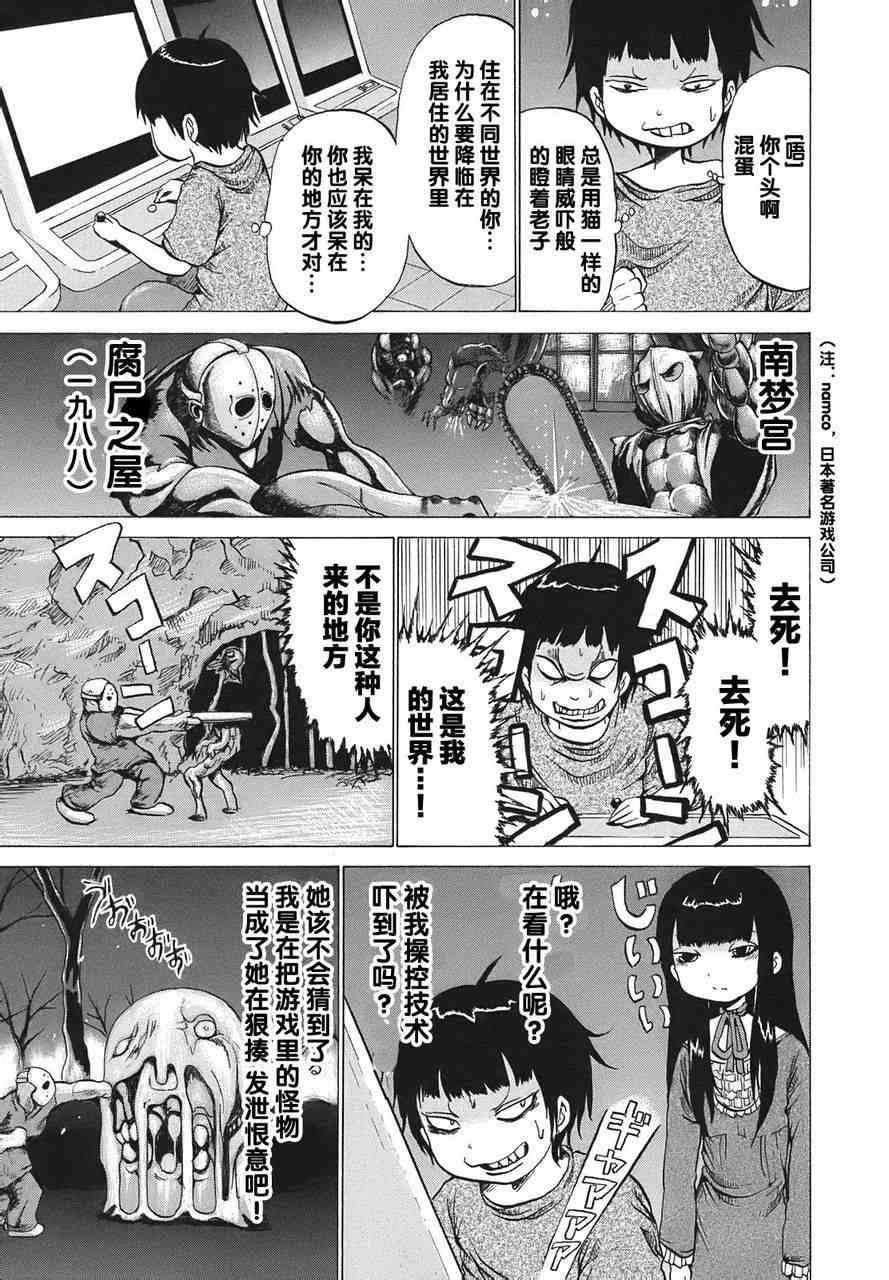 [唔]
你个头啊
混蛋
总是用猫一样的
眼睛威吓般
的瞪着老子
住在不同世界的你…
为什么要降临在
我居住的世界里
我呆在我的…
你也应该呆在
你的地方才对…
（注：namco，日本著名游戏公司）
南梦宫
腐尸之屋
（一九八八）
去死！
去死！
スコーン
这是我
的世界…！
不是你这种人
来的地方
スコーン
じいいいい
哦？
在看什么呢？
被我操控技术
吓到了吗？
ギャアアアア
她该不会猜到了
我是在把游戏里的怪物
当成了她在狠揍 发泄恨意吧！
うおおおお